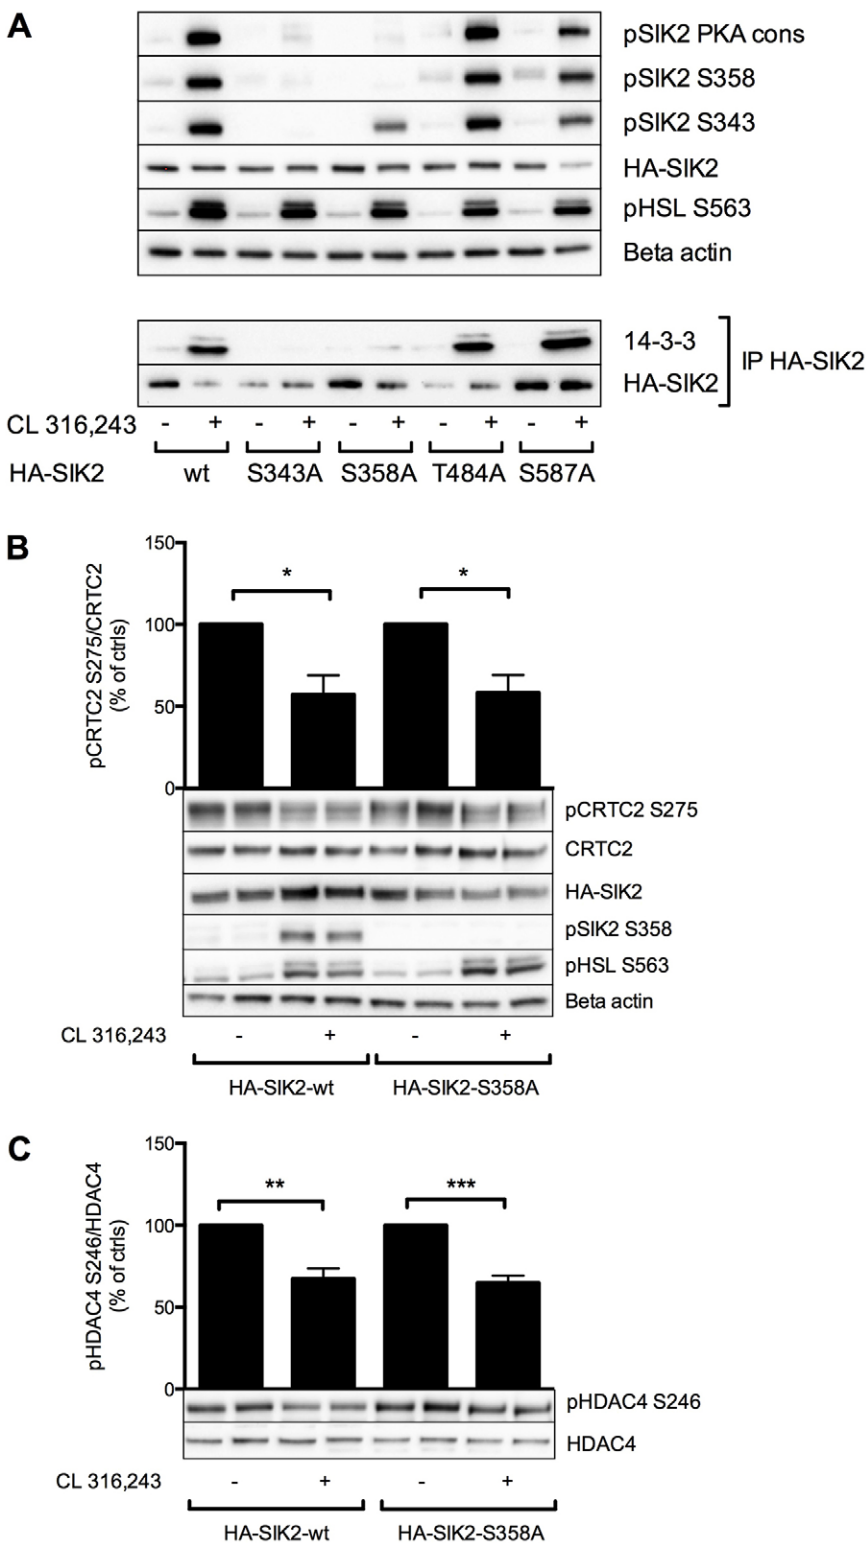 A
pSIK2 PKA cons
pSIK2 S358
pSIK2 S343
HA-SIK2
pHSL S563
Beta actin
14-3-3
IP HA-SIK2
HA-SIK2
CL 316,243 - + - + - + - + - +
HA-SIK2 wt S343A S358A T484A S587A
B
pCRTC2 S275/CRTC2
(% of ctrls)
150
100
50
0
* *
pCRTC2 S275
CRTC2
HA-SIK2
pSIK2 S358
pHSL S563
Beta actin
CL 316,243 - + - +
HA-SIK2-wt HA-SIK2-S358A
C
pHDAC4 S246/HDAC4
(% of ctrls)
150
100
50
0
** ***
pHDAC4 S246
HDAC4
CL 316,243 - + - +
HA-SIK2-wt HA-SIK2-S358A